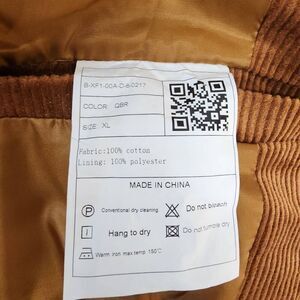 B-XF1-00A-D-8-0217
COLOR: QBR
SIZE: XL
Fabric:100% cotton
Lining: 100% polyester
MADE IN CHINA
P Conventional dry cleaning Do not bleach
Hang to dry Do not tumble dry
Warm iron max temp 150°C